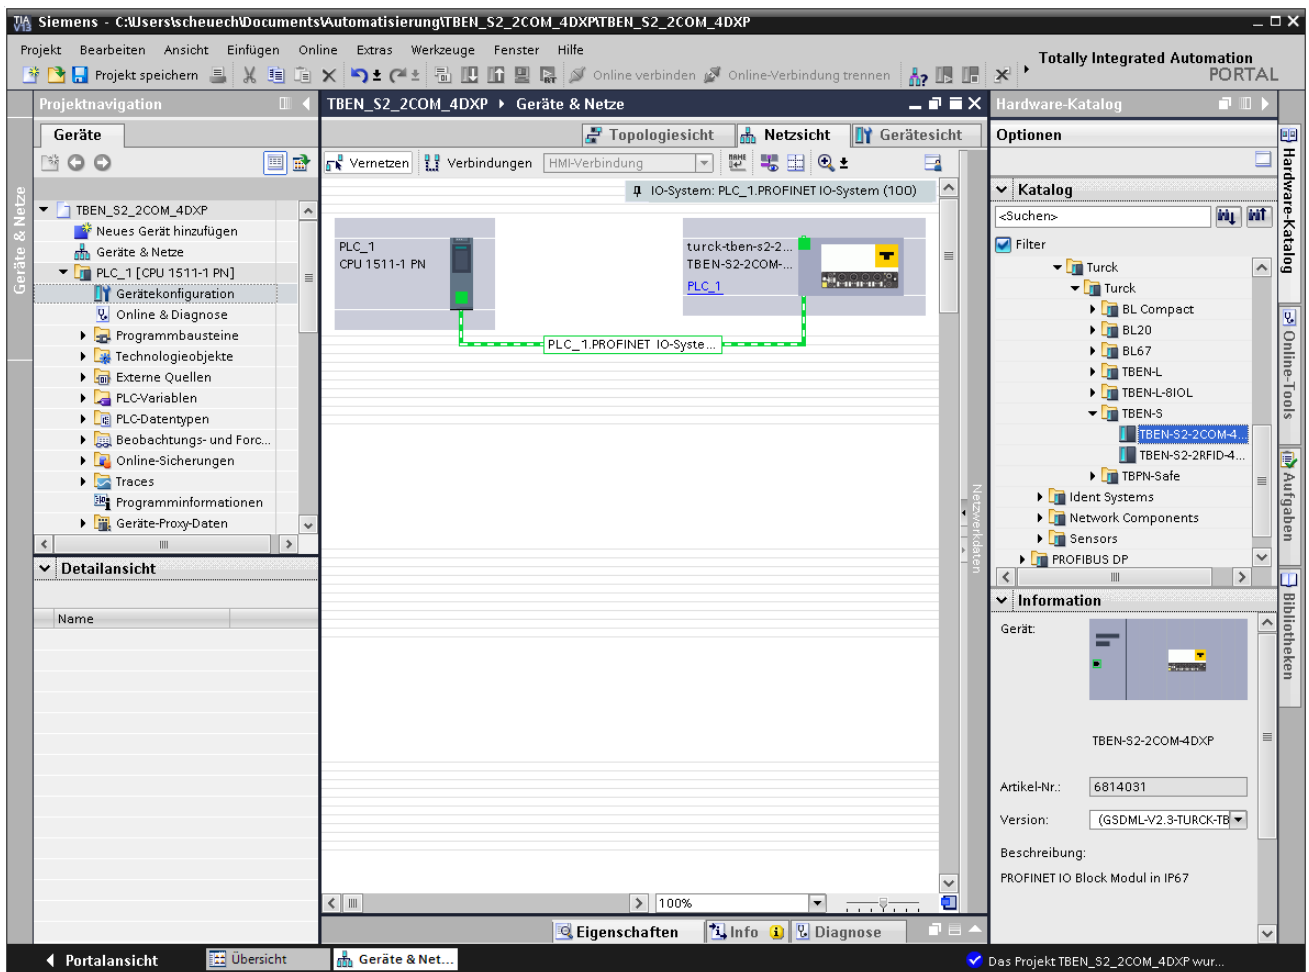 TIA V13 Siemens - C:\Users\scheuech\Documents\Automatisierung\TBEN_S2_2COM_4DXP\TBEN_S2_2COM_4DXP
Projekt Bearbeiten Ansicht Einfügen Online Extras Werkzeuge Fenster Hilfe
Totally Integrated Automation
PORTAL
Projekt speichern Online verbinden Online-Verbindung trennen
Projektnavigation
Geräte
Geräte & Netze
TBEN_S2_2COM_4DXP
Neues Gerät hinzufügen
Geräte & Netze
PLC_1 [CPU 1511-1 PN]
Gerätekonfiguration
Online & Diagnose
Programmbausteine
Technologieobjekte
Externe Quellen
PLC-Variablen
PLC-Datentypen
Beobachtungs- und Forc...
Online-Sicherungen
Traces
Programminformationen
Geräte-Proxy-Daten
Detailansicht
Name
TBEN_S2_2COM_4DXP Geräte & Netze
Topologiesicht Netzsicht Gerätesicht
Vernetzen Verbindungen HMI-Verbindung
IO-System: PLC_1.PROFINET IO-System (100)
PLC_1
CPU 1511-1 PN
turck-tben-s2-2...
TBEN-S2-2COM-...
PLC_1
PLC_1.PROFINET IO-Syste...
Netzwerkdaten
100%
Eigenschaften Info Diagnose
Hardware-Katalog
Optionen
Katalog
<Suchen>
Filter
Turck
Turck
BL Compact
BL20
BL67
TBEN-L
TBEN-L-8IOL
TBEN-S
TBEN-S2-2COM-4...
TBEN-S2-2RFID-4...
TBPN-Safe
Ident Systems
Network Components
Sensors
PROFIBUS DP
Information
Gerät:
TBEN-S2-2COM-4DXP
Artikel-Nr.: 6814031
Version: (GSDML-V2.3-TURCK-TB
Beschreibung:
PROFINET IO Block Modul in IP67
Hardware-Katalog
Online-Tools
Aufgaben
Bibliotheken
Portalansicht Übersicht Geräte & Net... Das Projekt TBEN_S2_2COM_4DXP wur...